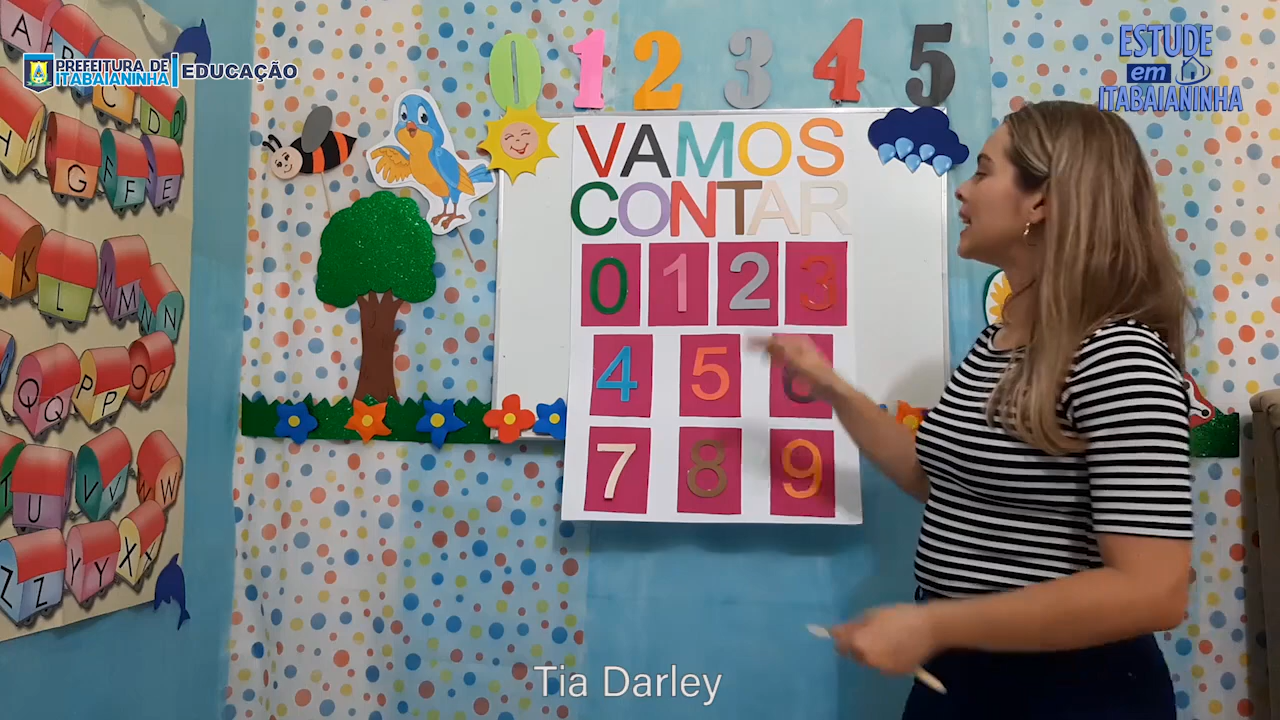 PREFEITURA DE
ITABAIANINHA
EDUCAÇÃO
ESTUDE
em
ITABAIANINHA
0 1 2 3 4 5
VAMOS
CONTAR
0 1 2 3
4 5 6
7 8 9
A
C D
H G F E
K L M N
Q P O
U V W
Z Y X
Tia Darley